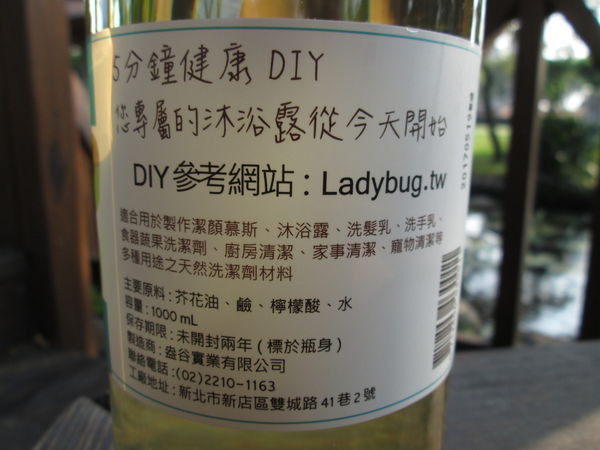 5分鐘健康 DIY
您專屬的沐浴露從今天開始
DIY 參考網站 : Ladybug.tw
適合用於製作潔顏慕斯、沐浴露、洗髮乳、洗手乳、
食器蔬果洗潔劑、廚房清潔、家事清潔、寵物清潔等
多種用途之天然洗潔劑材料
主要原料 : 芥花油、鹼、檸檬酸、水
容量 : 1000 mL
保存期限 : 未開封兩年 ( 標於瓶身 )
製造商 : 盎谷實業有限公司
聯絡電話 : (02)2210-1163
工廠地址 : 新北市新店區雙城路41巷2號